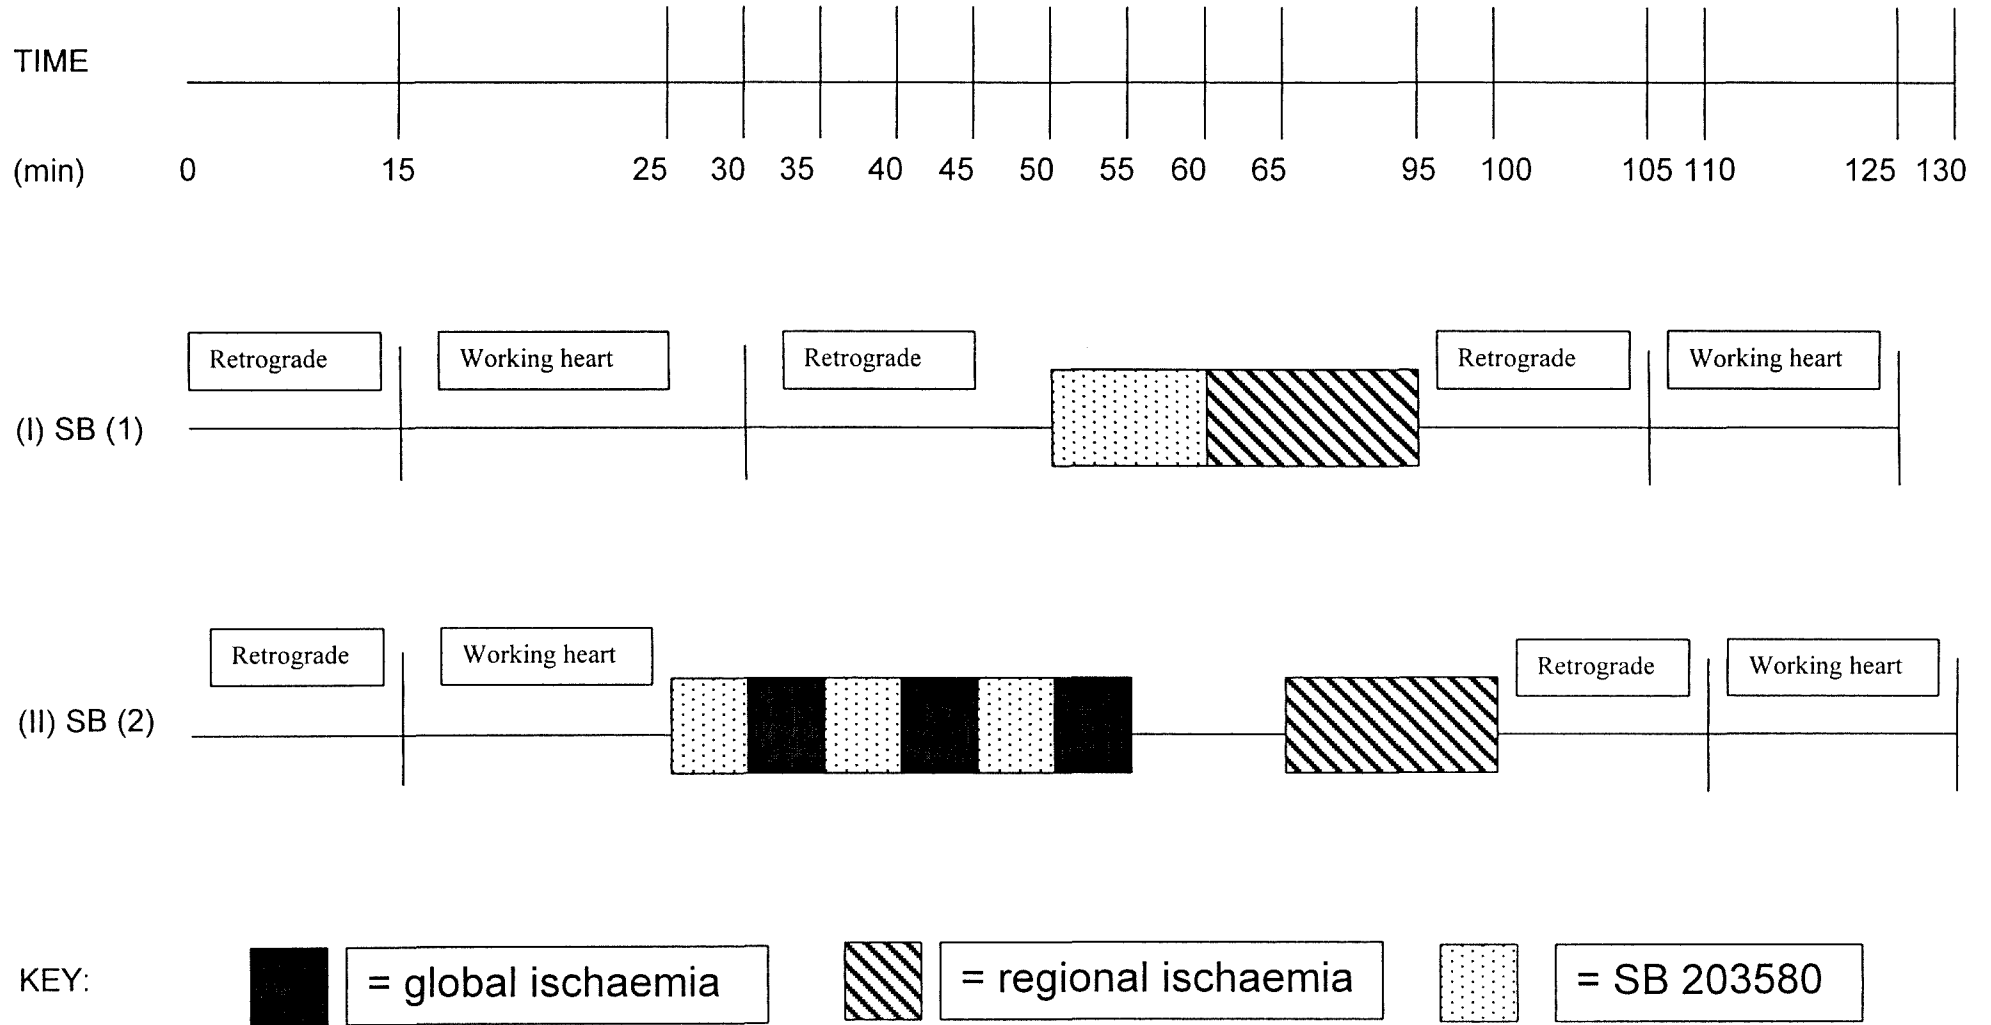 TIME
(min) 0 15 25 30 35 40 45 50 55 60 65 95 100 105 110 125 130
Retrograde Working heart Retrograde Retrograde Working heart
(I) SB (1)
Retrograde Working heart Retrograde Working heart
(II) SB (2)
KEY: = global ischaemia = regional ischaemia = SB 203580